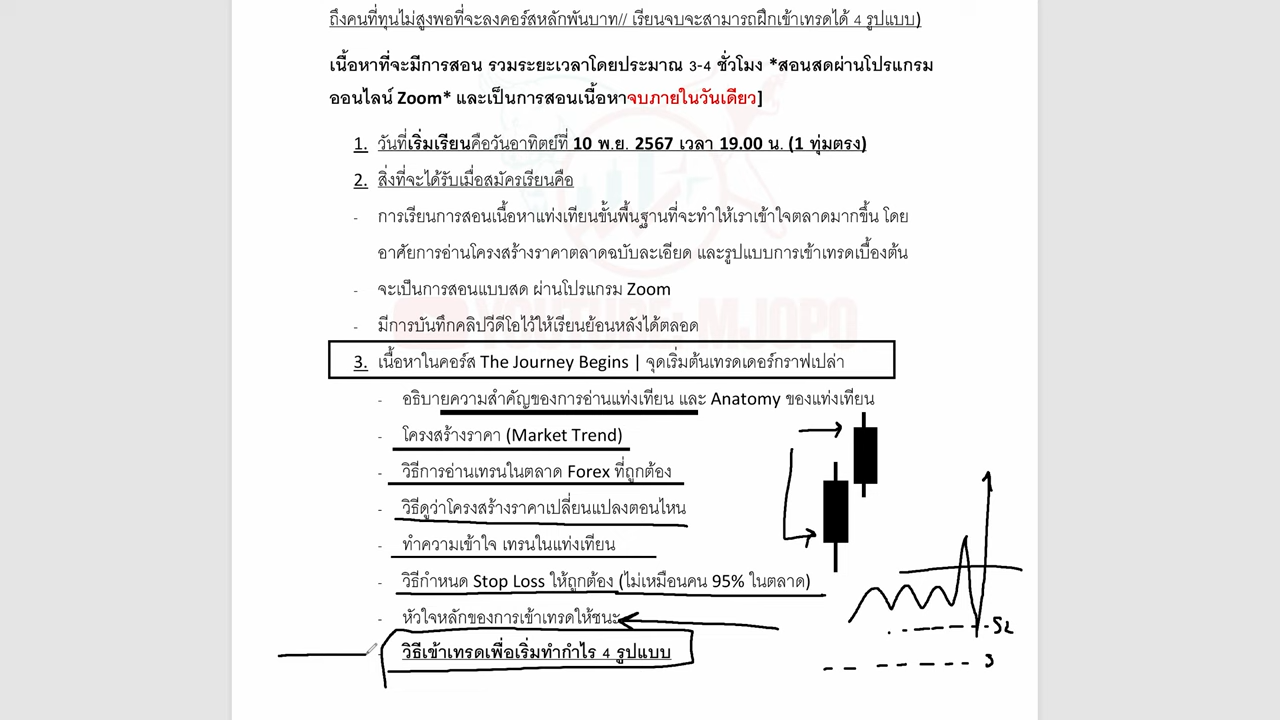 ถึงคนที่ทุนไม่สูงพอที่จะลงคอร์สหลักพันบาท// เรียนจบจะสามารถฝึกเข้าเทรดได้ 4 รูปแบบ)
เนื้อหาที่จะมีการสอน รวมระยะเวลาโดยประมาณ 3-4 ชั่วโมง *สอนสดผ่านโปรแกรม
ออนไลน์ Zoom* และเป็นการสอนเนื้อหาจบภายในวันเดียว]
1. วันที่เริ่มเรียนคือวันอาทิตย์ที่ 10 พ.ย. 2567 เวลา 19.00 น. (1 ทุ่มตรง)
2. สิ่งที่จะได้รับเมื่อสมัครเรียนคือ
- การเรียนการสอนเนื้อหาแท่งเทียนขั้นพื้นฐานที่จะทำให้เราเข้าใจตลาดมากขึ้น โดย
อาศัยการอ่านโครงสร้างราคาตลาดฉบับละเอียด และรูปแบบการเข้าเทรดเบื้องต้น
- จะเป็นการสอนแบบสด ผ่านโปรแกรม Zoom
YOUTUBE: MJOPO
- มีการบันทึกคลิปวีดีโอไว้ให้เรียนย้อนหลังได้ตลอด
3. เนื้อหาในคอร์ส The Journey Begins | จุดเริ่มต้นเทรดเดอร์กราฟเปล่า
- อธิบายความสำคัญของการอ่านแท่งเทียน และ Anatomy ของแท่งเทียน
- โครงสร้างราคา (Market Trend)
- วิธีการอ่านเทรนในตลาด Forex ที่ถูกต้อง
- วิธีดูว่าโครงสร้างราคาเปลี่ยนแปลงตอนไหน
- ทำความเข้าใจ เทรนในแท่งเทียน
- วิธีกำหนด Stop Loss ให้ถูกต้อง (ไม่เหมือนคน 95% ในตลาด)
- หัวใจหลักของการเข้าเทรดให้ชนะ
SL
วิธีเข้าเทรดเพื่อเริ่มทำกำไร 4 รูปแบบ